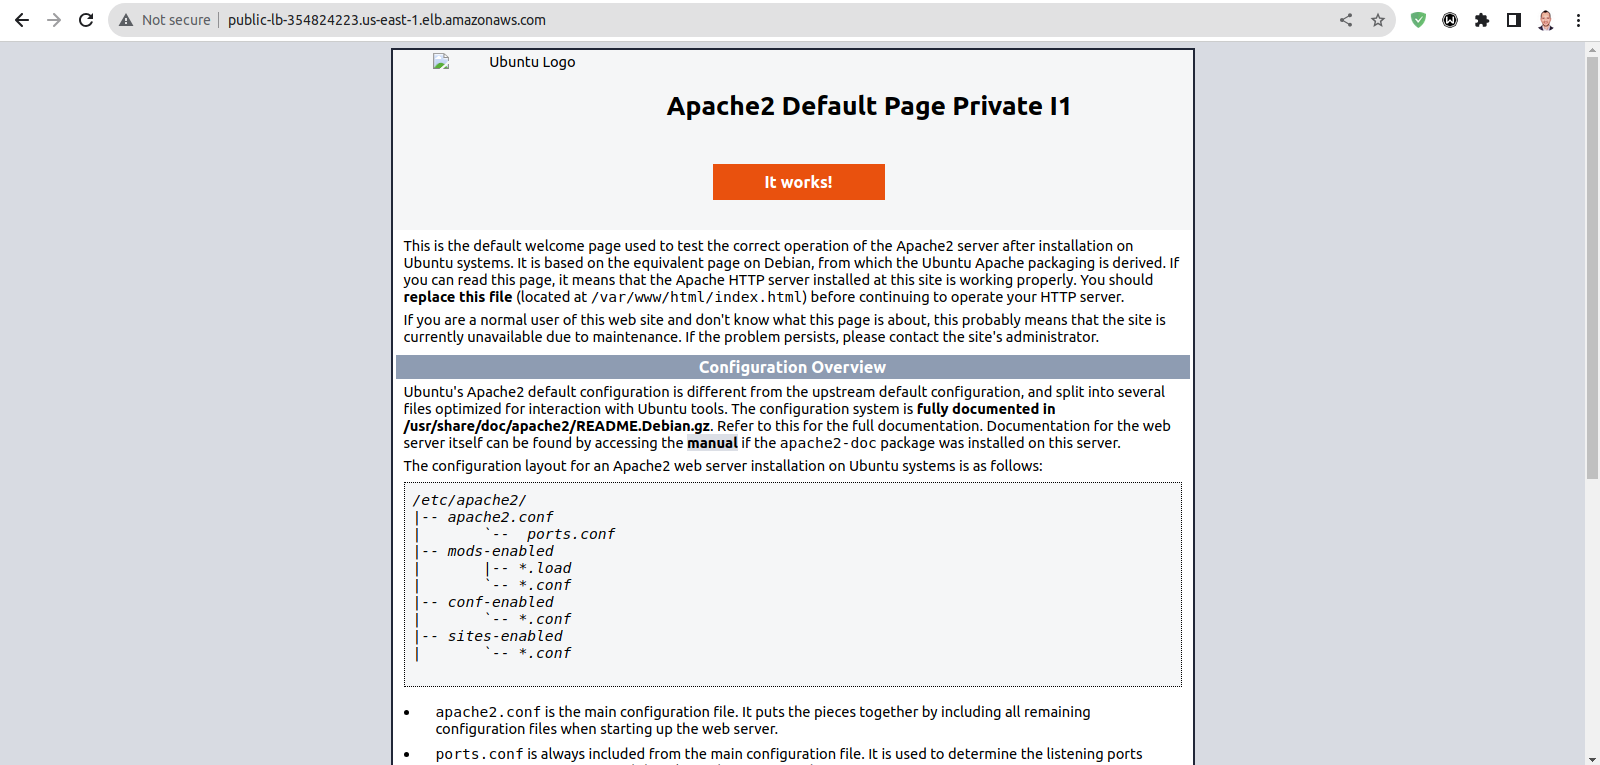 Not secure | public-lb-354824223.us-east-1.elb.amazonaws.com
Ubuntu Logo
Apache2 Default Page Private I1
It works!
This is the default welcome page used to test the correct operation of the Apache2 server after installation on
Ubuntu systems. It is based on the equivalent page on Debian, from which the Ubuntu Apache packaging is derived. If
you can read this page, it means that the Apache HTTP server installed at this site is working properly. You should
replace this file (located at /var/www/html/index.html) before continuing to operate your HTTP server.
If you are a normal user of this web site and don't know what this page is about, this probably means that the site is
currently unavailable due to maintenance. If the problem persists, please contact the site's administrator.
Configuration Overview
Ubuntu's Apache2 default configuration is different from the upstream default configuration, and split into several
files optimized for interaction with Ubuntu tools. The configuration system is fully documented in
/usr/share/doc/apache2/README.Debian.gz. Refer to this for the full documentation. Documentation for the web
server itself can be found by accessing the manual if the apache2-doc package was installed on this server.
The configuration layout for an Apache2 web server installation on Ubuntu systems is as follows:
/etc/apache2/
|-- apache2.conf
|       `--  ports.conf
|-- mods-enabled
|       |-- *.load
|       `-- *.conf
|-- conf-enabled
|       `-- *.conf
|-- sites-enabled
|       `-- *.conf
• apache2.conf is the main configuration file. It puts the pieces together by including all remaining
configuration files when starting up the web server.
• ports.conf is always included from the main configuration file. It is used to determine the listening ports